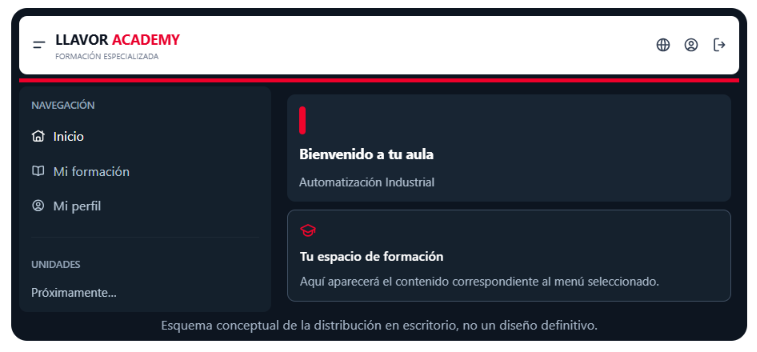 LLAVOR ACADEMY
FORMACIÓN ESPECIALIZADA
NAVEGACIÓN
Inicio
Mi formación
Mi perfil
UNIDADES
Próximamente...
Bienvenido a tu aula
Automatización Industrial
Tu espacio de formación
Aquí aparecerá el contenido correspondiente al menú seleccionado.
Esquema conceptual de la distribución en escritorio, no un diseño definitivo.